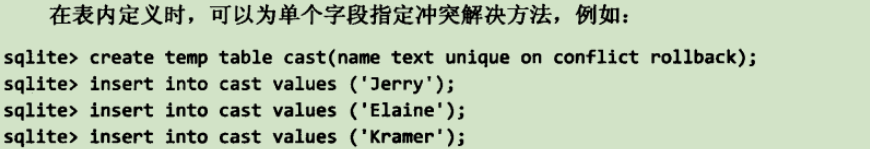 在表内定义时，可以为单个字段指定冲突解决方法，例如：
sqlite> create temp table cast(name text unique on conflict rollback);
sqlite> insert into cast values ('Jerry');
sqlite> insert into cast values ('Elaine');
sqlite> insert into cast values ('Kramer');